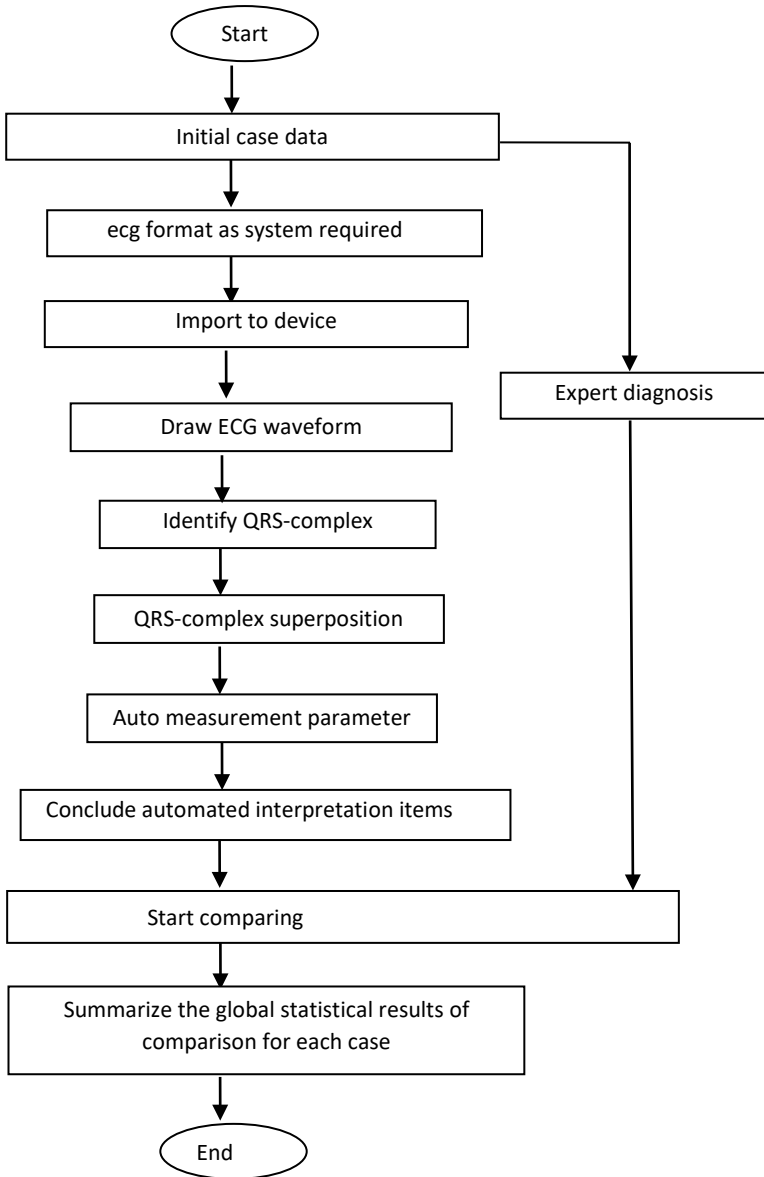 Start
Initial case data
ecg format as system required
Import to device
Expert diagnosis
Draw ECG waveform
Identify QRS-complex
QRS-complex superposition
Auto measurement parameter
Conclude automated interpretation items
Start comparing
Summarize the global statistical results of
comparison for each case
End